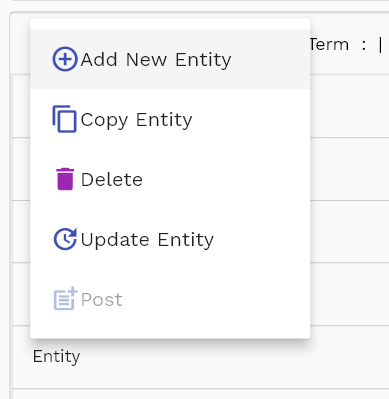 Term : |
Add New Entity
Copy Entity
Delete
Update Entity
Post
Entity